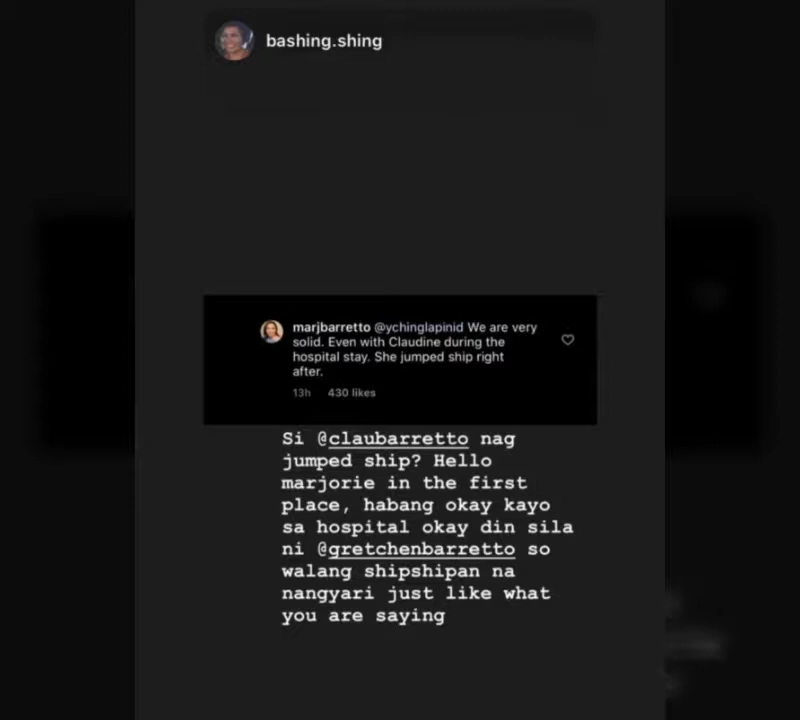 bashing.shing
marjbarretto @ychinglapinid We are very
solid. Even with Claudine during the
hospital stay. She jumped ship right
after.
13h 430 likes
Si @claubarretto nag
jumped ship? Hello
marjorie in the first
place, habang okay kayo
sa hospital okay din sila
ni @gretchenbarretto so
walang shipshipan na
nangyari just like what
you are saying